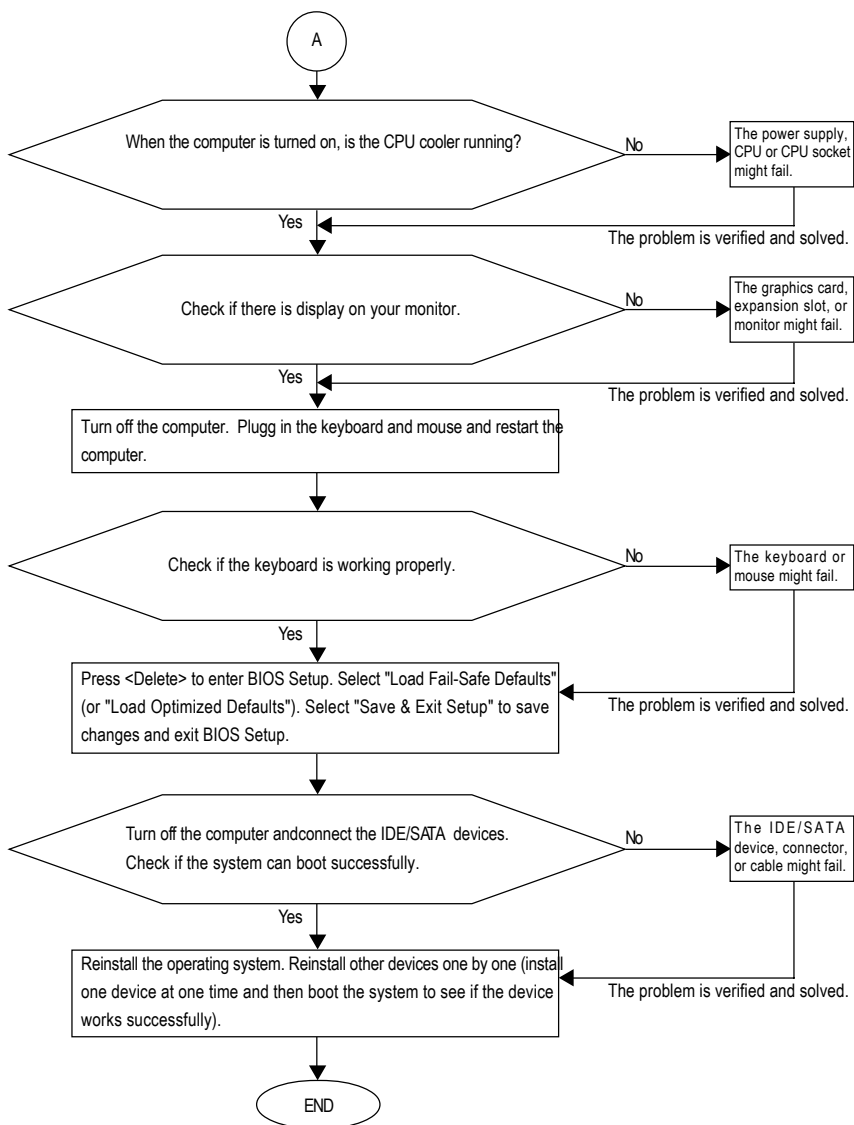 A
When the computer is turned on, is the CPU cooler running?
No
The power supply,
CPU or CPU socket
might fail.
Yes
The problem is verified and solved.
Check if there is display on your monitor.
No
The graphics card,
expansion slot, or
monitor might fail.
Yes
The problem is verified and solved.
Turn off the computer. Plugg in the keyboard and mouse and restart the
computer.
Check if the keyboard is working properly.
No
The keyboard or
mouse might fail.
Yes
Press <Delete> to enter BIOS Setup. Select "Load Fail-Safe Defaults"
(or "Load Optimized Defaults"). Select "Save & Exit Setup" to save
changes and exit BIOS Setup.
The problem is verified and solved.
Turn off the computer andconnect the IDE/SATA devices.
Check if the system can boot successfully.
No
The IDE/SATA
device, connector,
or cable might fail.
Yes
Reinstall the operating system. Reinstall other devices one by one (install
one device at one time and then boot the system to see if the device
works successfully).
The problem is verified and solved.
END